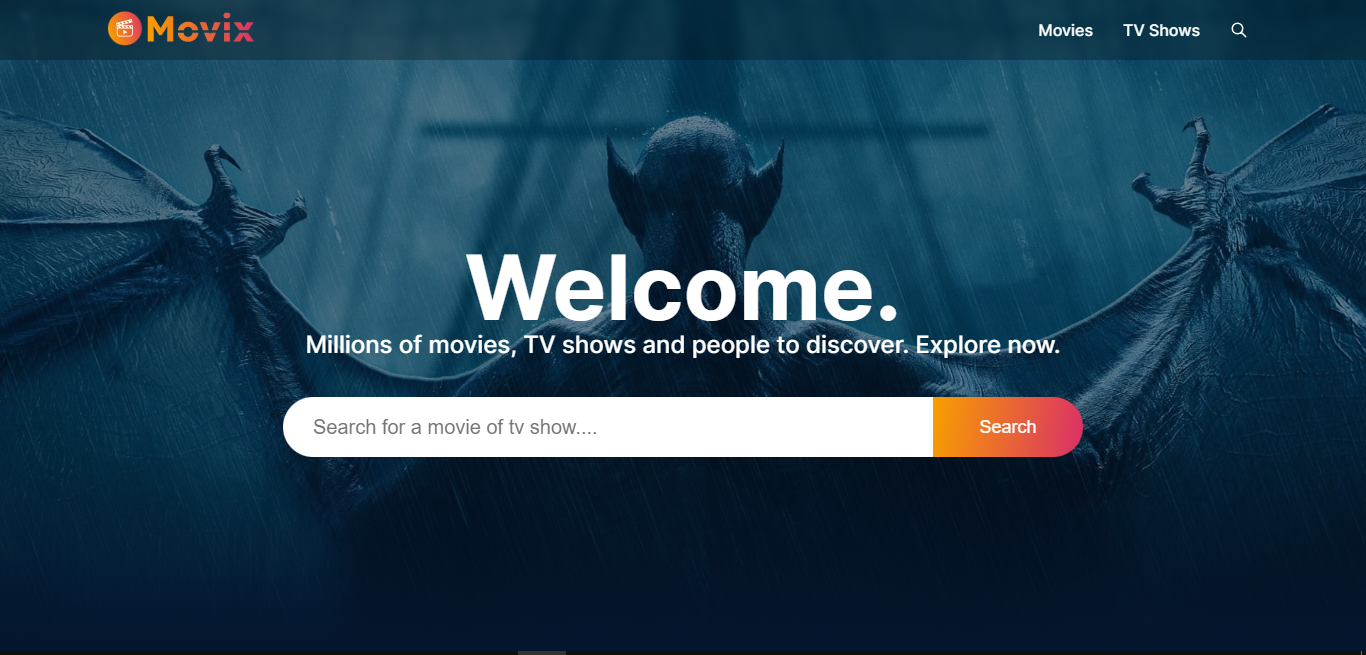 Movix
Movies
TV Shows
Welcome.
Millions of movies, TV shows and people to discover. Explore now.
Search for a movie of tv show....
Search